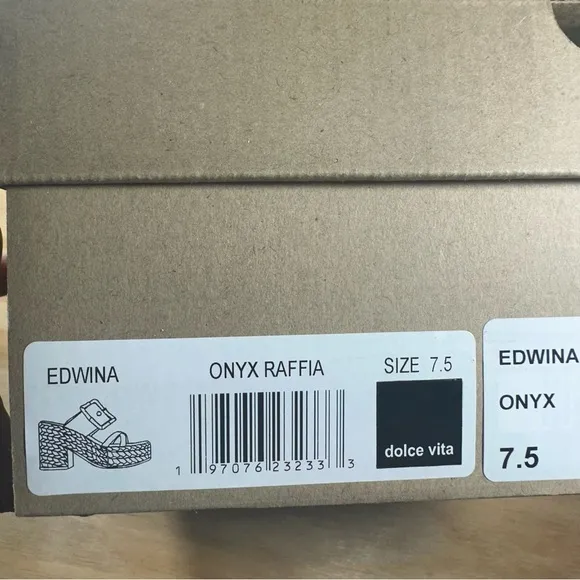 EDWINA
ONYX RAFFIA
SIZE 7.5
1 97076 23233 3
dolce vita
EDWINA
ONYX
7.5